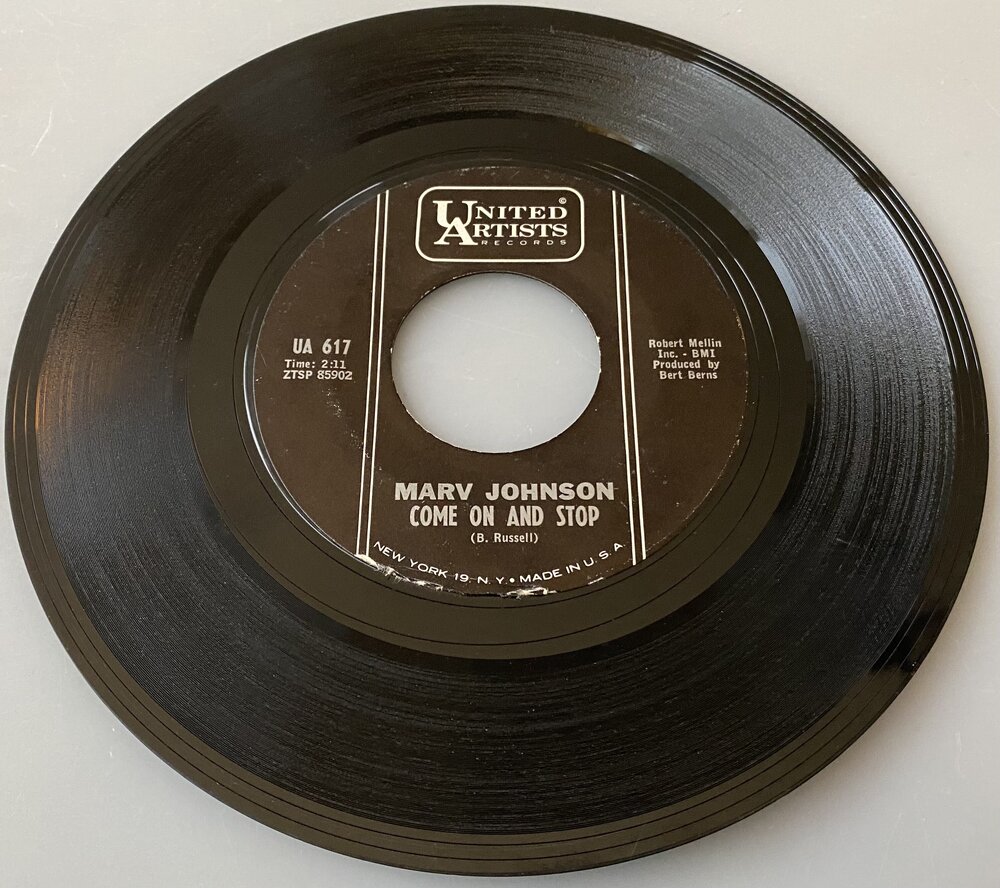 UNITED©
ARTISTS
RECORDS
UA 617
Time: 2:11
ZTSP 85902
Robert Mellin
Inc. - BMI
Produced by
Bert Berns
MARV JOHNSON
COME ON AND STOP
(B. Russell)
NEW YORK 19, N.Y. • MADE IN U.S.A.